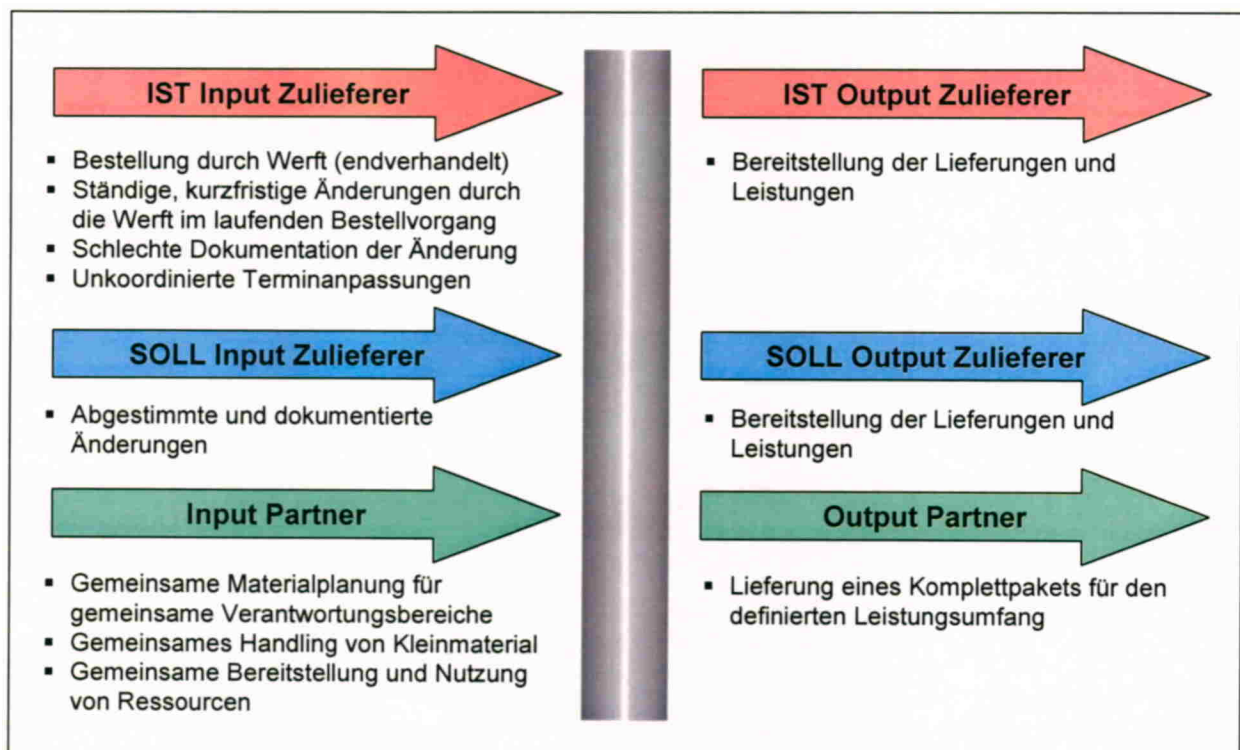 IST Input Zulieferer
▪ Bestellung durch Werft (endverhandelt)
▪ Ständige, kurzfristige Änderungen durch
die Werft im laufenden Bestellvorgang
▪ Schlechte Dokumentation der Änderung
▪ Unkoordinierte Terminanpassungen
IST Output Zulieferer
▪ Bereitstellung der Lieferungen und
Leistungen
SOLL Input Zulieferer
▪ Abgestimmte und dokumentierte
Änderungen
SOLL Output Zulieferer
▪ Bereitstellung der Lieferungen und
Leistungen
Input Partner
▪ Gemeinsame Materialplanung für
gemeinsame Verantwortungsbereiche
▪ Gemeinsames Handling von Kleinmaterial
▪ Gemeinsame Bereitstellung und Nutzung
von Ressourcen
Output Partner
▪ Lieferung eines Komplettpakets für den
definierten Leistungsumfang